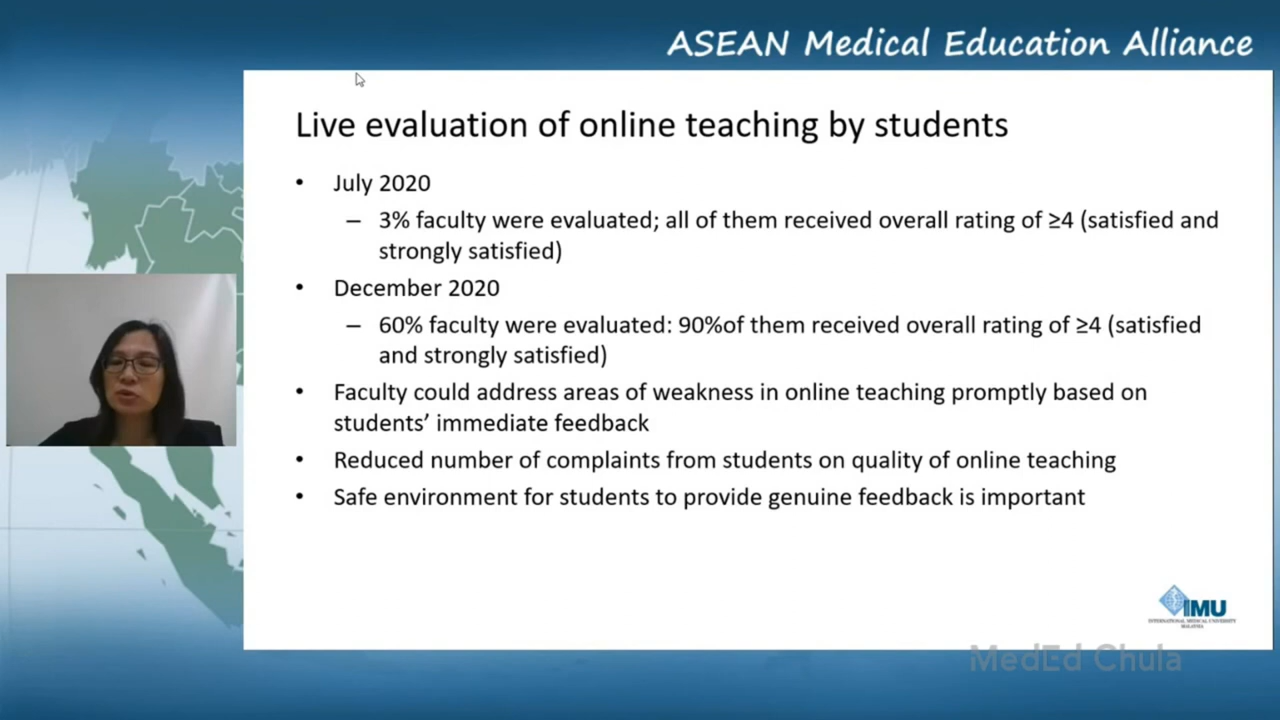 ASEAN Medical Education Alliance
Live evaluation of online teaching by students
• July 2020
– 3% faculty were evaluated; all of them received overall rating of ≥4 (satisfied and
strongly satisfied)
• December 2020
– 60% faculty were evaluated: 90%of them received overall rating of ≥4 (satisfied
and strongly satisfied)
• Faculty could address areas of weakness in online teaching promptly based on
students’ immediate feedback
• Reduced number of complaints from students on quality of online teaching
• Safe environment for students to provide genuine feedback is important
IMU
INTERNATIONAL MEDICAL UNIVERSITY
MALAYSIA
MedEd Chula